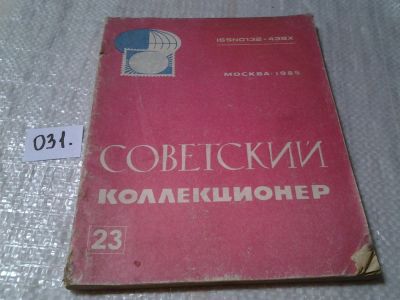 ISSN0132-438X
МОСКВА·1985
СОВЕТСКИЙ
КОЛЛЕКЦИОНЕР
23
031.